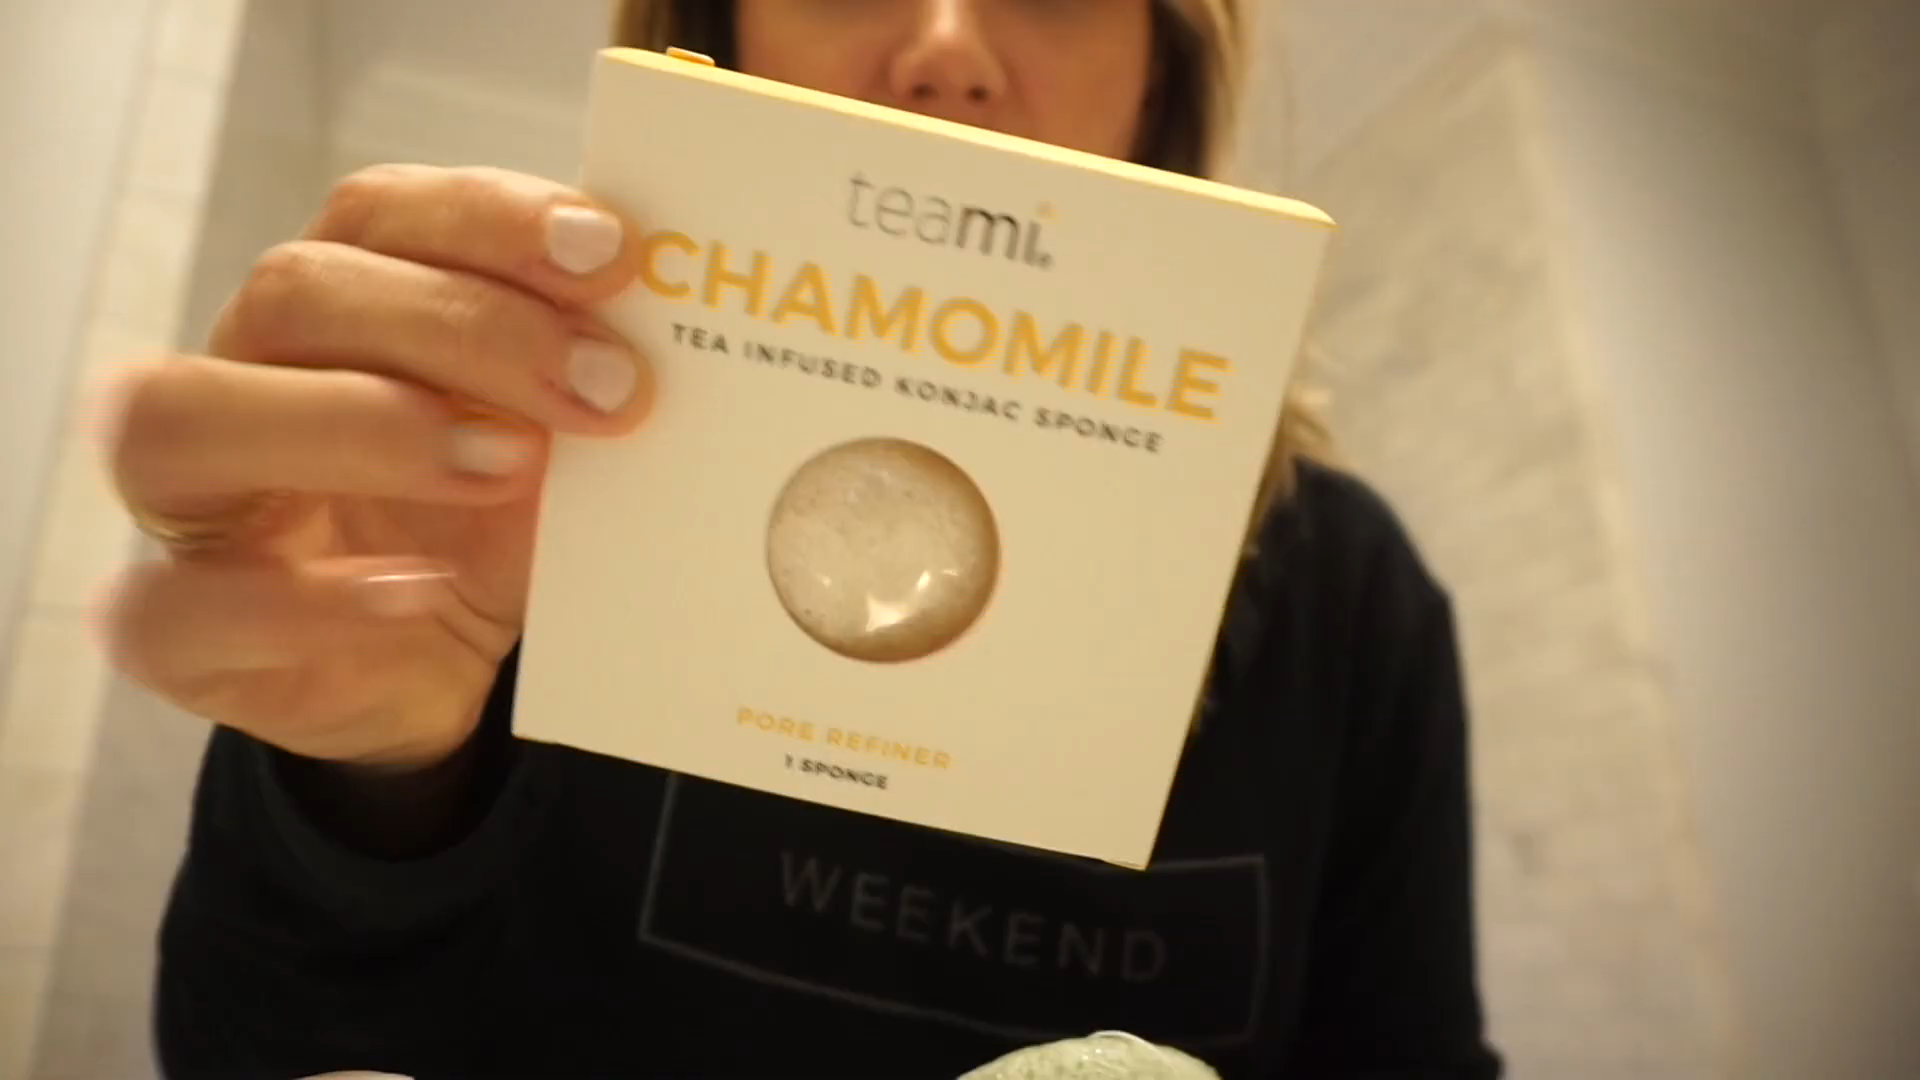 teami
CHAMOMILE
TEA INFUSED KONJAC SPONGE
PORE REFINER
1 SPONGE
WEEKEND